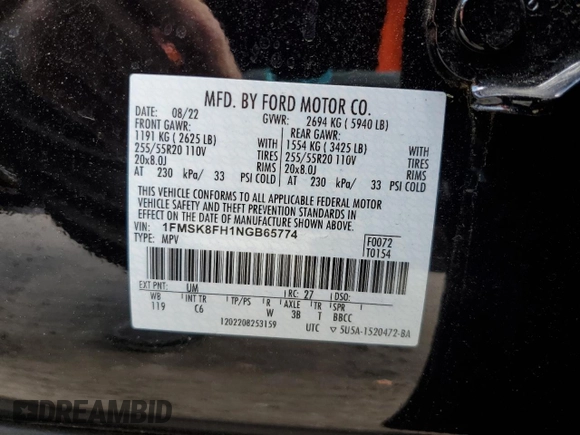 MFD. BY FORD MOTOR CO.
DATE: 08/22 GVWR: 2694 KG ( 5940 LB)
FRONT GAWR: REAR GAWR:
1191 KG ( 2625 LB) 1554 KG ( 3425 LB)
255/55R20 110V TIRES 255/55R20 110V TIRES
20x8.0J RIMS 20x8.0J RIMS
AT 230 kPa/ 33 PSI COLD AT 230 kPa/ 33 PSI COLD
THIS VEHICLE CONFORMS TO ALL APPLICABLE FEDERAL MOTOR
VEHICLE SAFETY AND THEFT PREVENTION STANDARDS IN
EFFECT ON THE DATE OF MANUFACTURE SHOWN ABOVE.
VIN: 1FMSK8FH1NGB65774 F0072
TYPE: MPV T0154
EXT PNT: UM RC: 27 DSO:
WB INT TR TP/PS R AXLE TR SPR
119 C6 W 3B T BBCC
1202208253159 UTC ▽ 5U5A-1520472-BA
DREAMBID